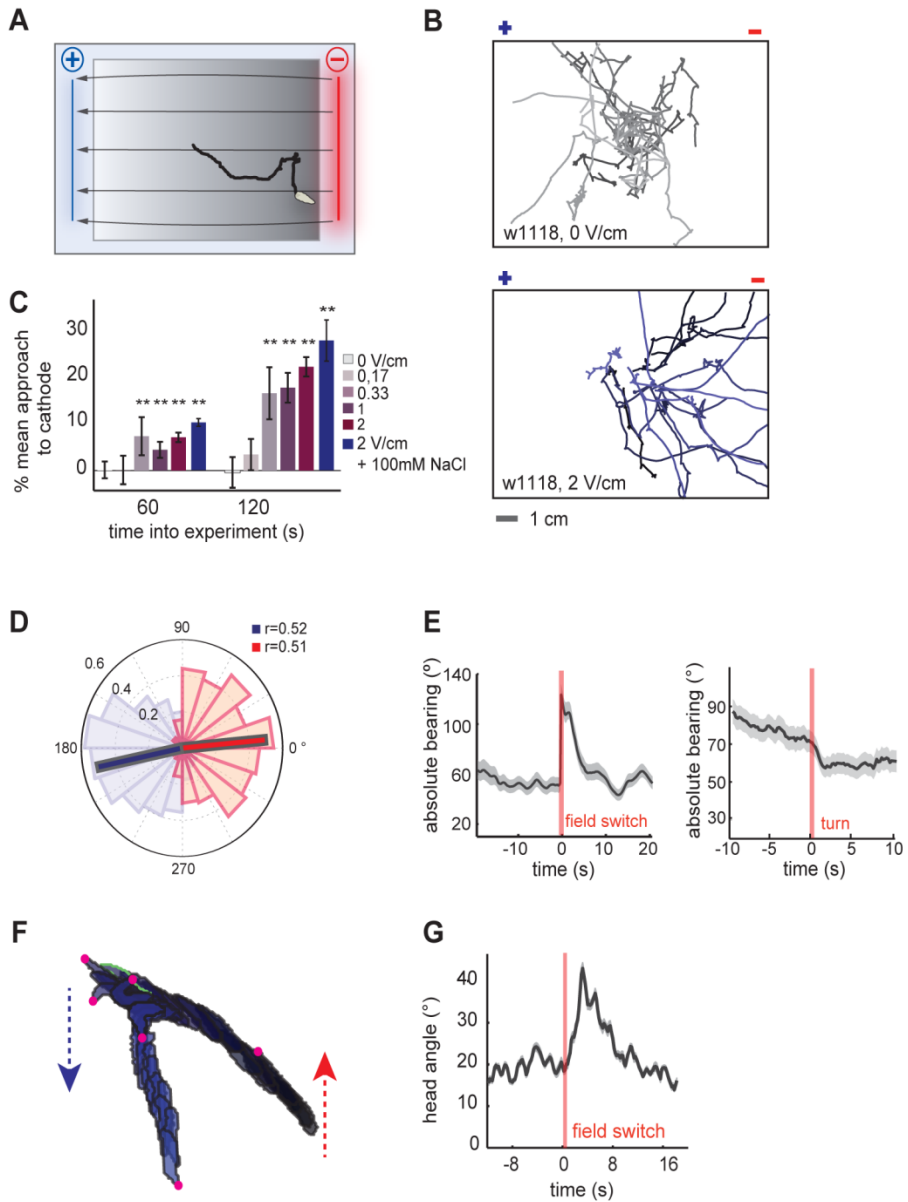 A
+
−
B
+ −
w1118, 0 V/cm
+ −
w1118, 2 V/cm
1 cm
C
% mean approach
to cathode
30
20
10
0
**
**
**
**
**
**
**
**
0 V/cm
0,17
0.33
1
2
2 V/cm
+ 100mM NaCl
60
120
time into experiment (s)
D
90
r=0.52
r=0.51
0.6
0.4
0.2
180
0 °
270
E
absolute bearing (º)
140
100
60
20
field switch
-10 0 10 20
time (s)
absolute bearing (°)
90
70
50
30
turn
-10 -5 0 5 10
time (s)
F
G
head angle (°)
40
30
20
10
0
field switch
-8 0 8 16
time (s)